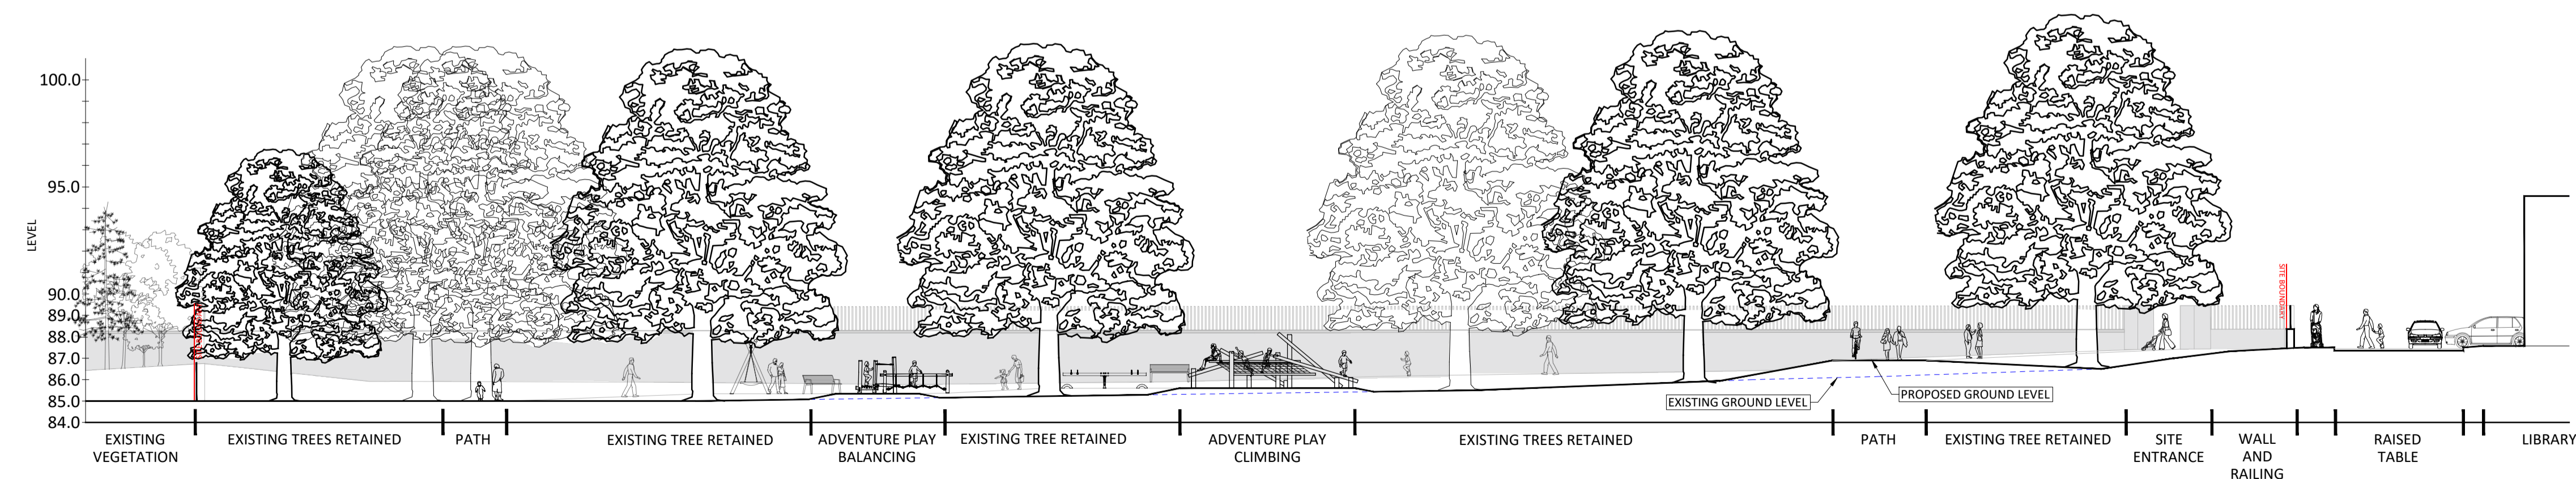 100.0
95.0
LEVEL
90.0
89.0
88.0
87.0
86.0
85.0
84.0
SITE BOUNDARY
EXISTING GROUND LEVEL
PROPOSED GROUND LEVEL
EXISTING
VEGETATION
EXISTING TREES RETAINED
PATH
EXISTING TREE RETAINED
ADVENTURE PLAY
BALANCING
EXISTING TREE RETAINED
ADVENTURE PLAY
CLIMBING
EXISTING TREES RETAINED
PATH
EXISTING TREE RETAINED
SITE
ENTRANCE
WALL
AND
RAILING
RAISED
TABLE
LIBRARY